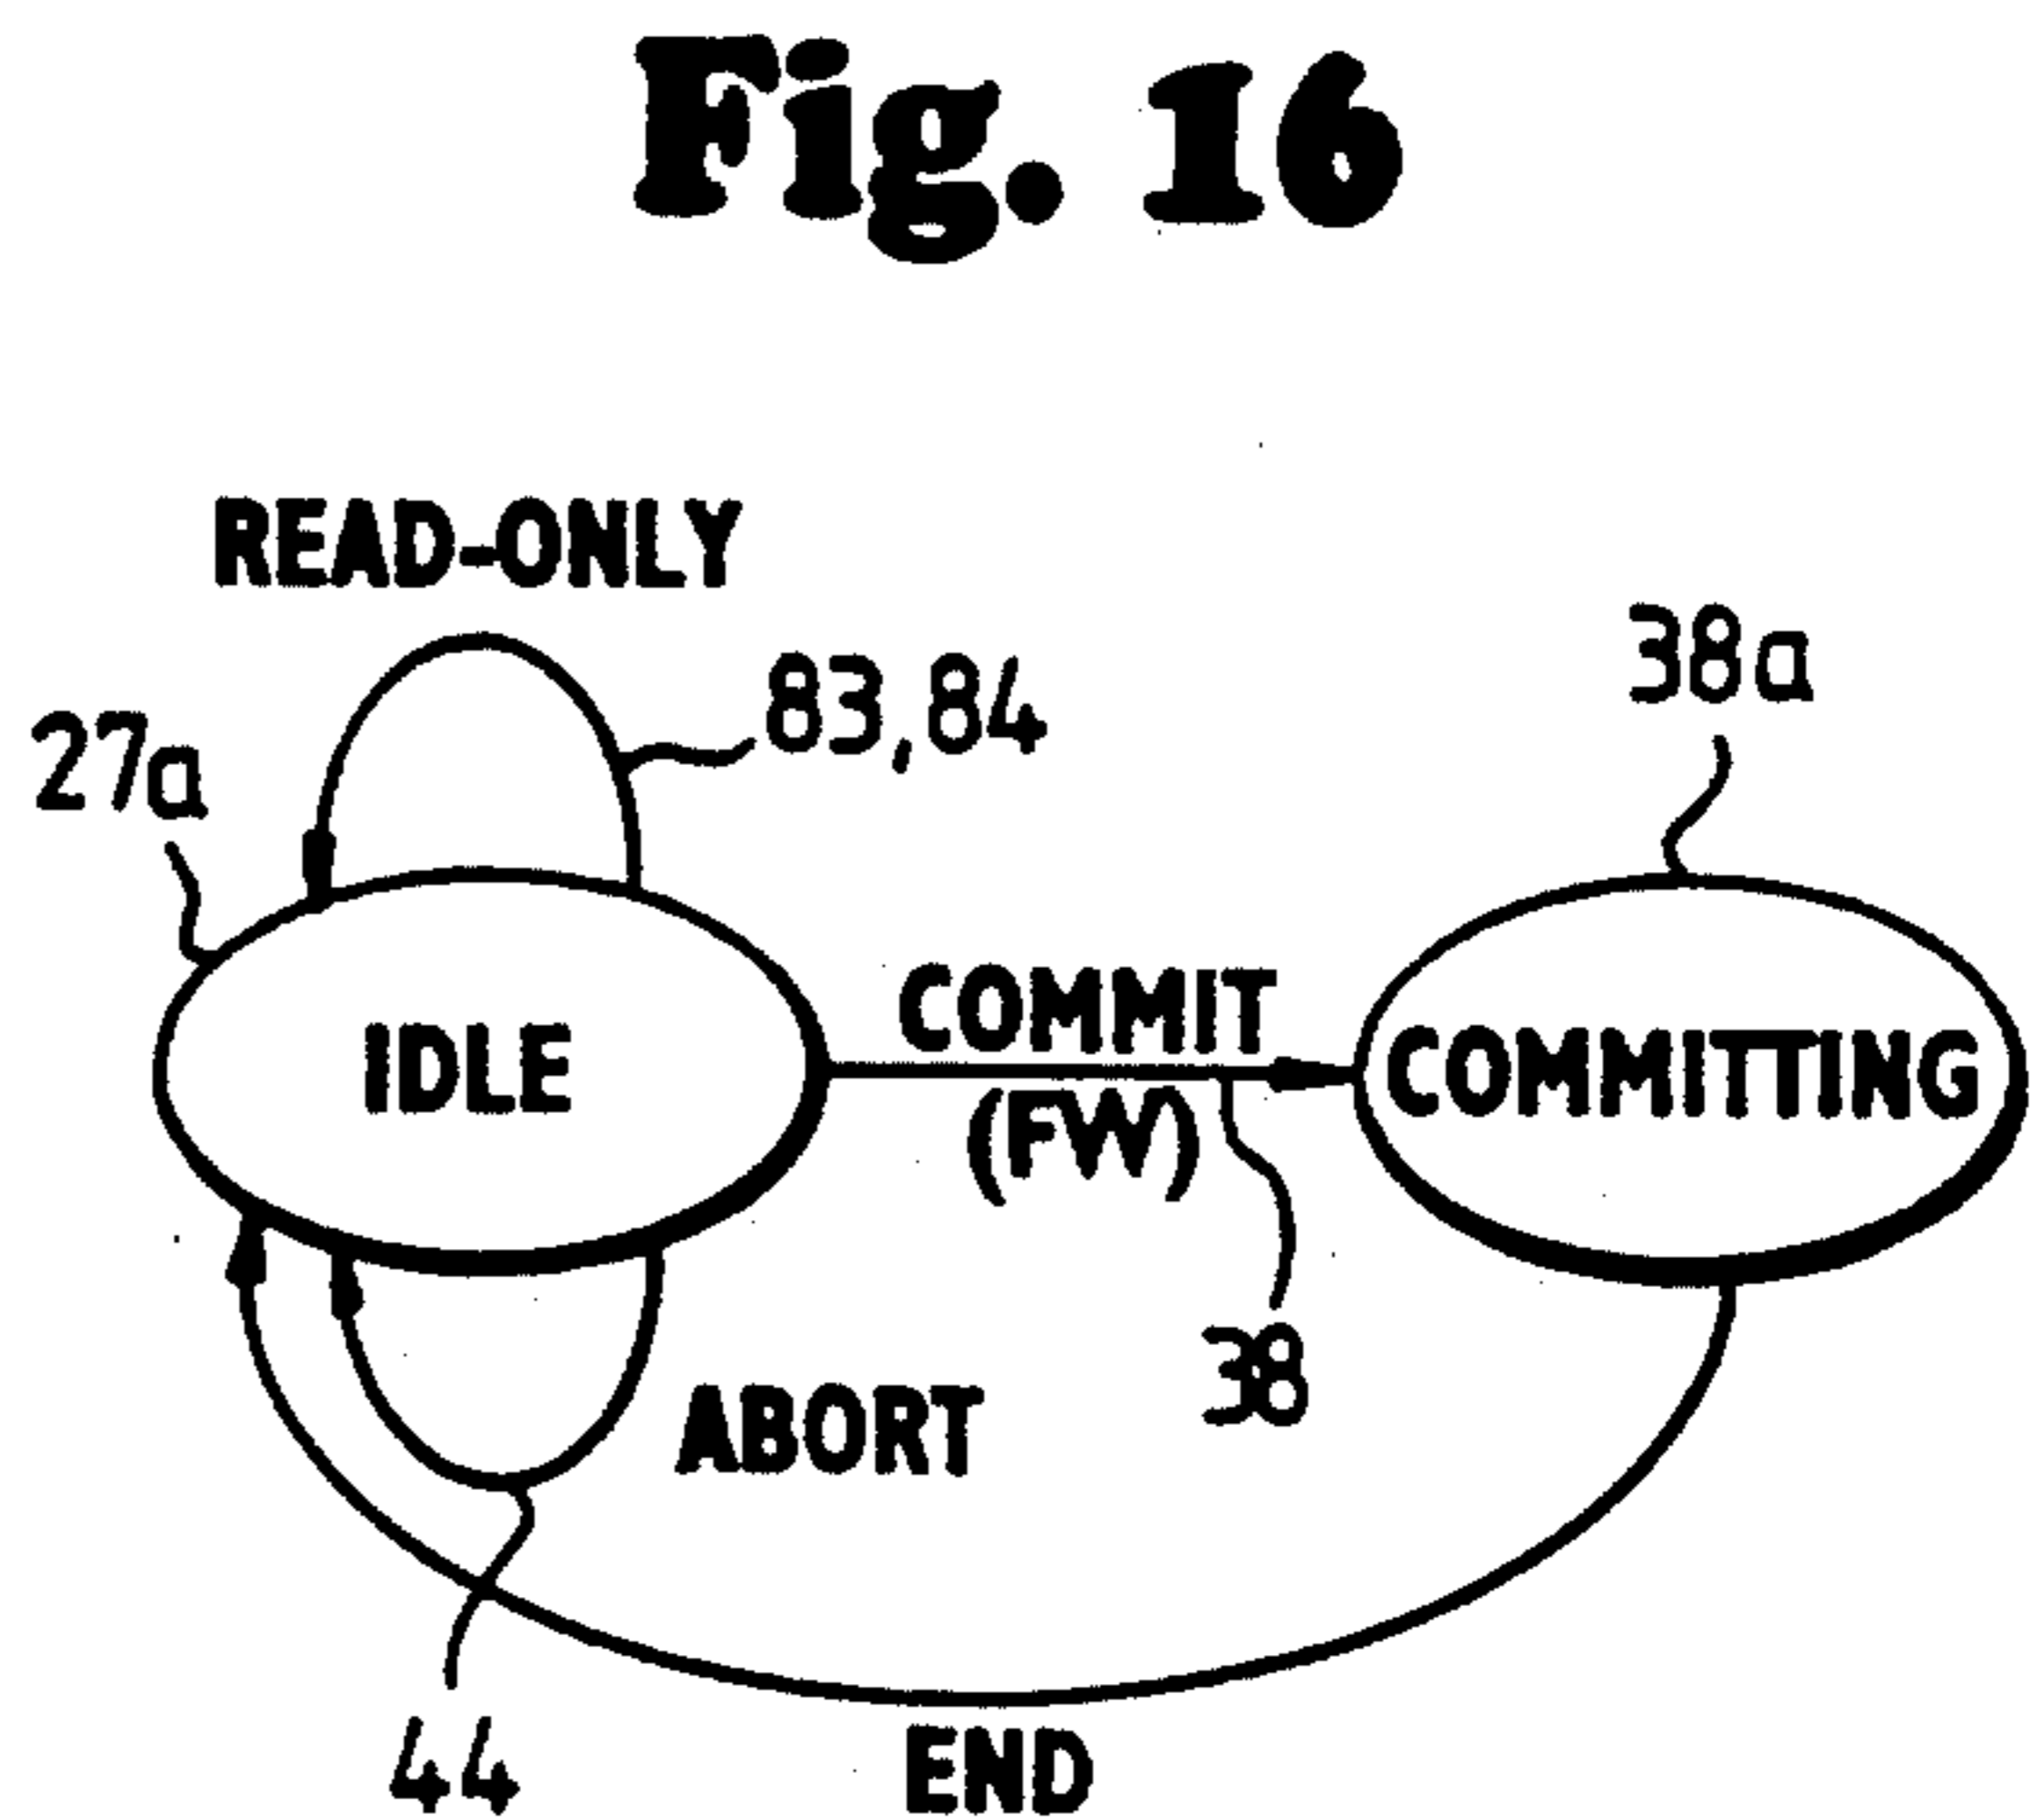 Fig. 16
READ-ONLY
83,84
38a
27a
COMMIT
IDLE
COMMITTING
(FW)
38
ABORT
44
END